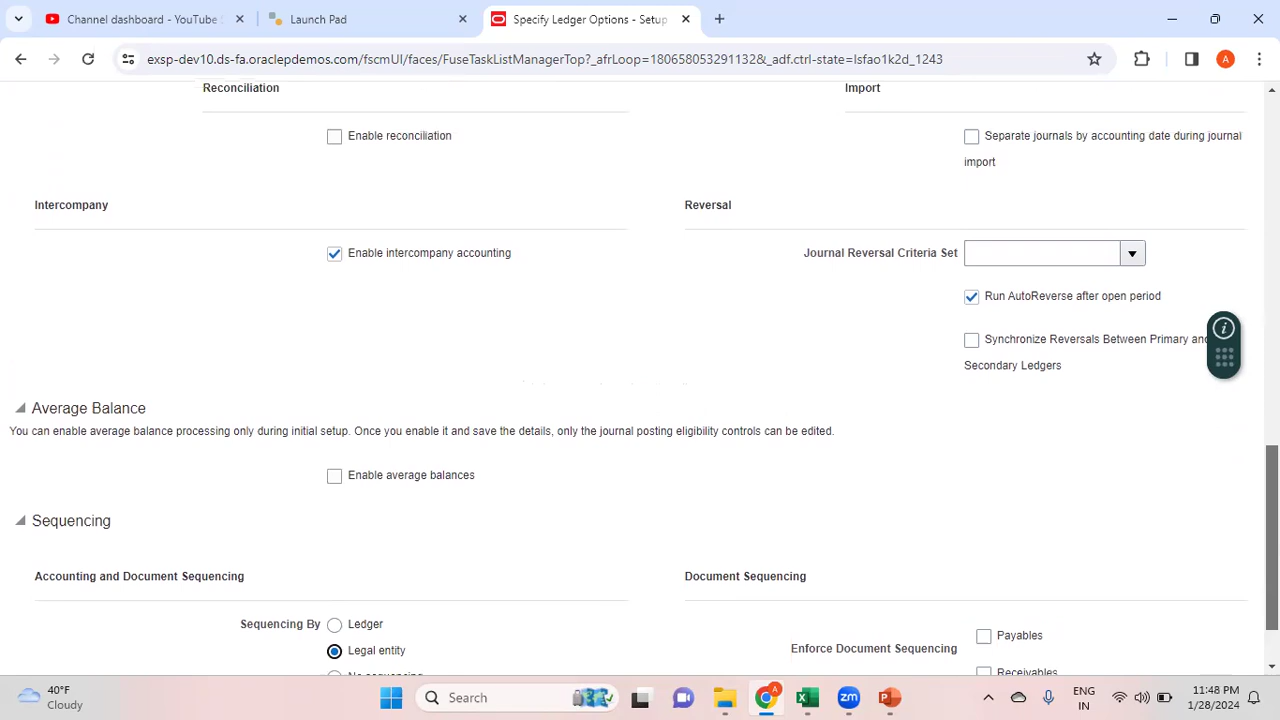 Channel dashboard - YouTube
Launch Pad
Specify Ledger Options - Setup
exsp-dev10.ds-fa.oraclepdemos.com/fscmUI/faces/FuseTaskListManagerTop?_afrLoop=1806580532911328&_adf.ctrl-state=lsfao1k2d_1243
A
Reconciliation
Import
Enable reconciliation
Separate journals by accounting date during journal
import
Intercompany
Reversal
Enable intercompany accounting
Journal Reversal Criteria Set
Run AutoReverse after open period
Synchronize Reversals Between Primary and
Secondary Ledgers
Average Balance
You can enable average balance processing only during initial setup. Once you enable it and save the details, only the journal posting eligibility controls can be edited.
Enable average balances
Sequencing
Accounting and Document Sequencing
Document Sequencing
Sequencing By
Ledger
Legal entity
No sequencing
Enforce Document Sequencing
Payables
Receivables
40°F
Cloudy
Search
zm
ENG
IN
11:48 PM
1/28/2024